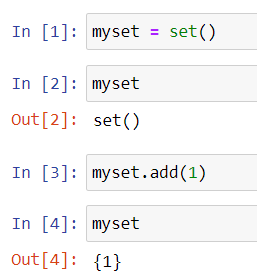 In [1]: myset = set()
In [2]: myset
Out[2]: set()
In [3]: myset.add(1)
In [4]: myset
Out[4]: {1}